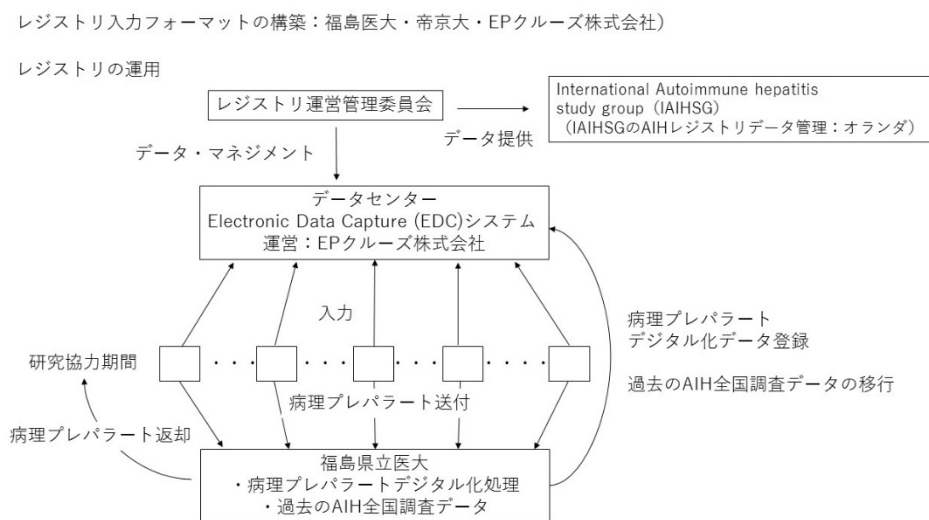 レジストリ入力フォーマットの構築：福島医大・帝京大・EPクルーズ株式会社）
レジストリの運用
レジストリ運営管理委員会
International Autoimmune hepatitis
study group（IAIHSG）
（IAIHSGのAIHレジストリデータ管理：オランダ）
データ提供
データ・マネジメント
データセンター
Electronic Data Capture (EDC)システム
運営：EPクルーズ株式会社
入力
病理プレパラート
デジタル化データ登録
研究協力期間
過去のAIH全国調査データの移行
病理プレパラート送付
病理プレパラート返却
福島県立医大
・病理プレパラートデジタル化処理
・過去のAIH全国調査データ